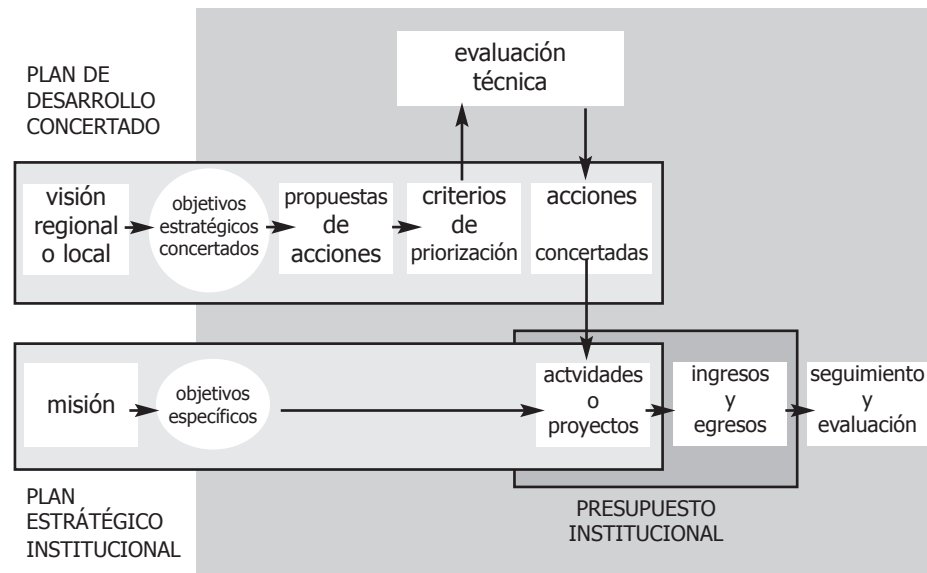 PLAN DE
DESARROLLO
CONCERTADO
evaluación
técnica
visión
regional
o local
objetivos
estratégicos
concertados
propuestas
de
acciones
criterios
de
priorización
acciones
concertadas
misión
objetivos
específicos
actvidades
o
proyectos
ingresos
y
egresos
seguimiento
y
evaluación
PLAN
ESTRÁTÉGICO
INSTITUCIONAL
PRESUPUESTO
INSTITUCIONAL